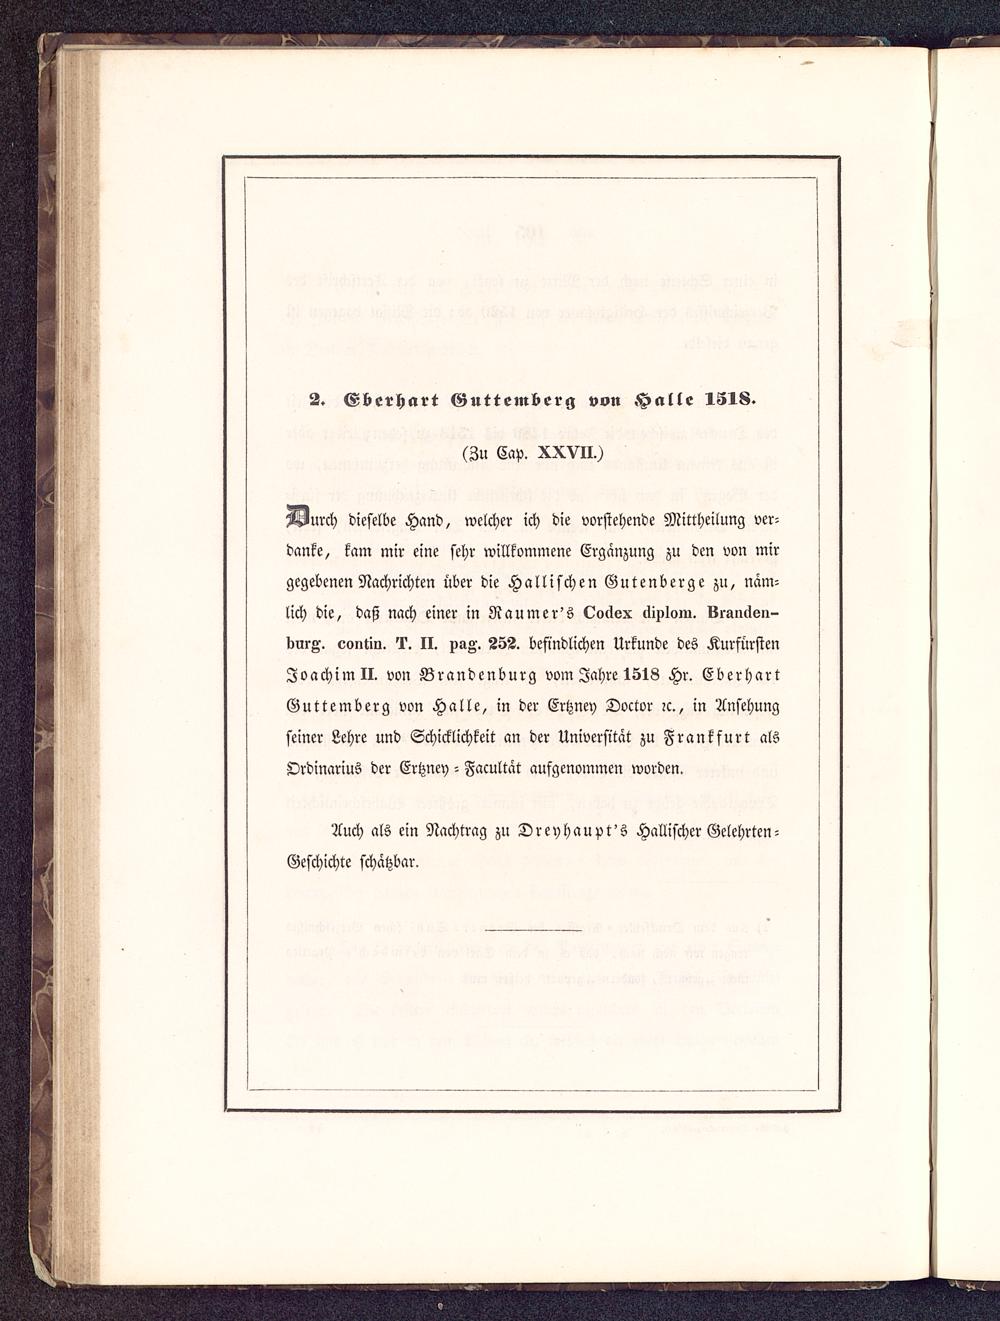 2. Eberhart Guttemberg von Halle 1518.
(Zu Cap. XXVII.)
Durch dieselbe Hand, welcher ich die vorstehende Mittheilung ver-
danke, kam mir eine sehr willkommene Ergänzung zu den von mir
gegebenen Nachrichten über die Hallischen Gutenberge zu, näm-
lich die, daß nach einer in Raumer's Codex diplom. Branden-
burg. contin. T. II. pag. 252. befindlichen Urkunde des Kurfürsten
Joachim II. von Brandenburg vom Jahre 1518 Hr. Eberhart
Guttemberg von Halle, in der Ertzney Doctor ꝛc., in Ansehung
seiner Lehre und Schicklichkeit an der Universität zu Frankfurt als
Ordinarius der Ertzney-Facultät aufgenommen worden.
Auch als ein Nachtrag zu Dreyhaupt's Hallischer Gelehrten-
Geschichte schätzbar.